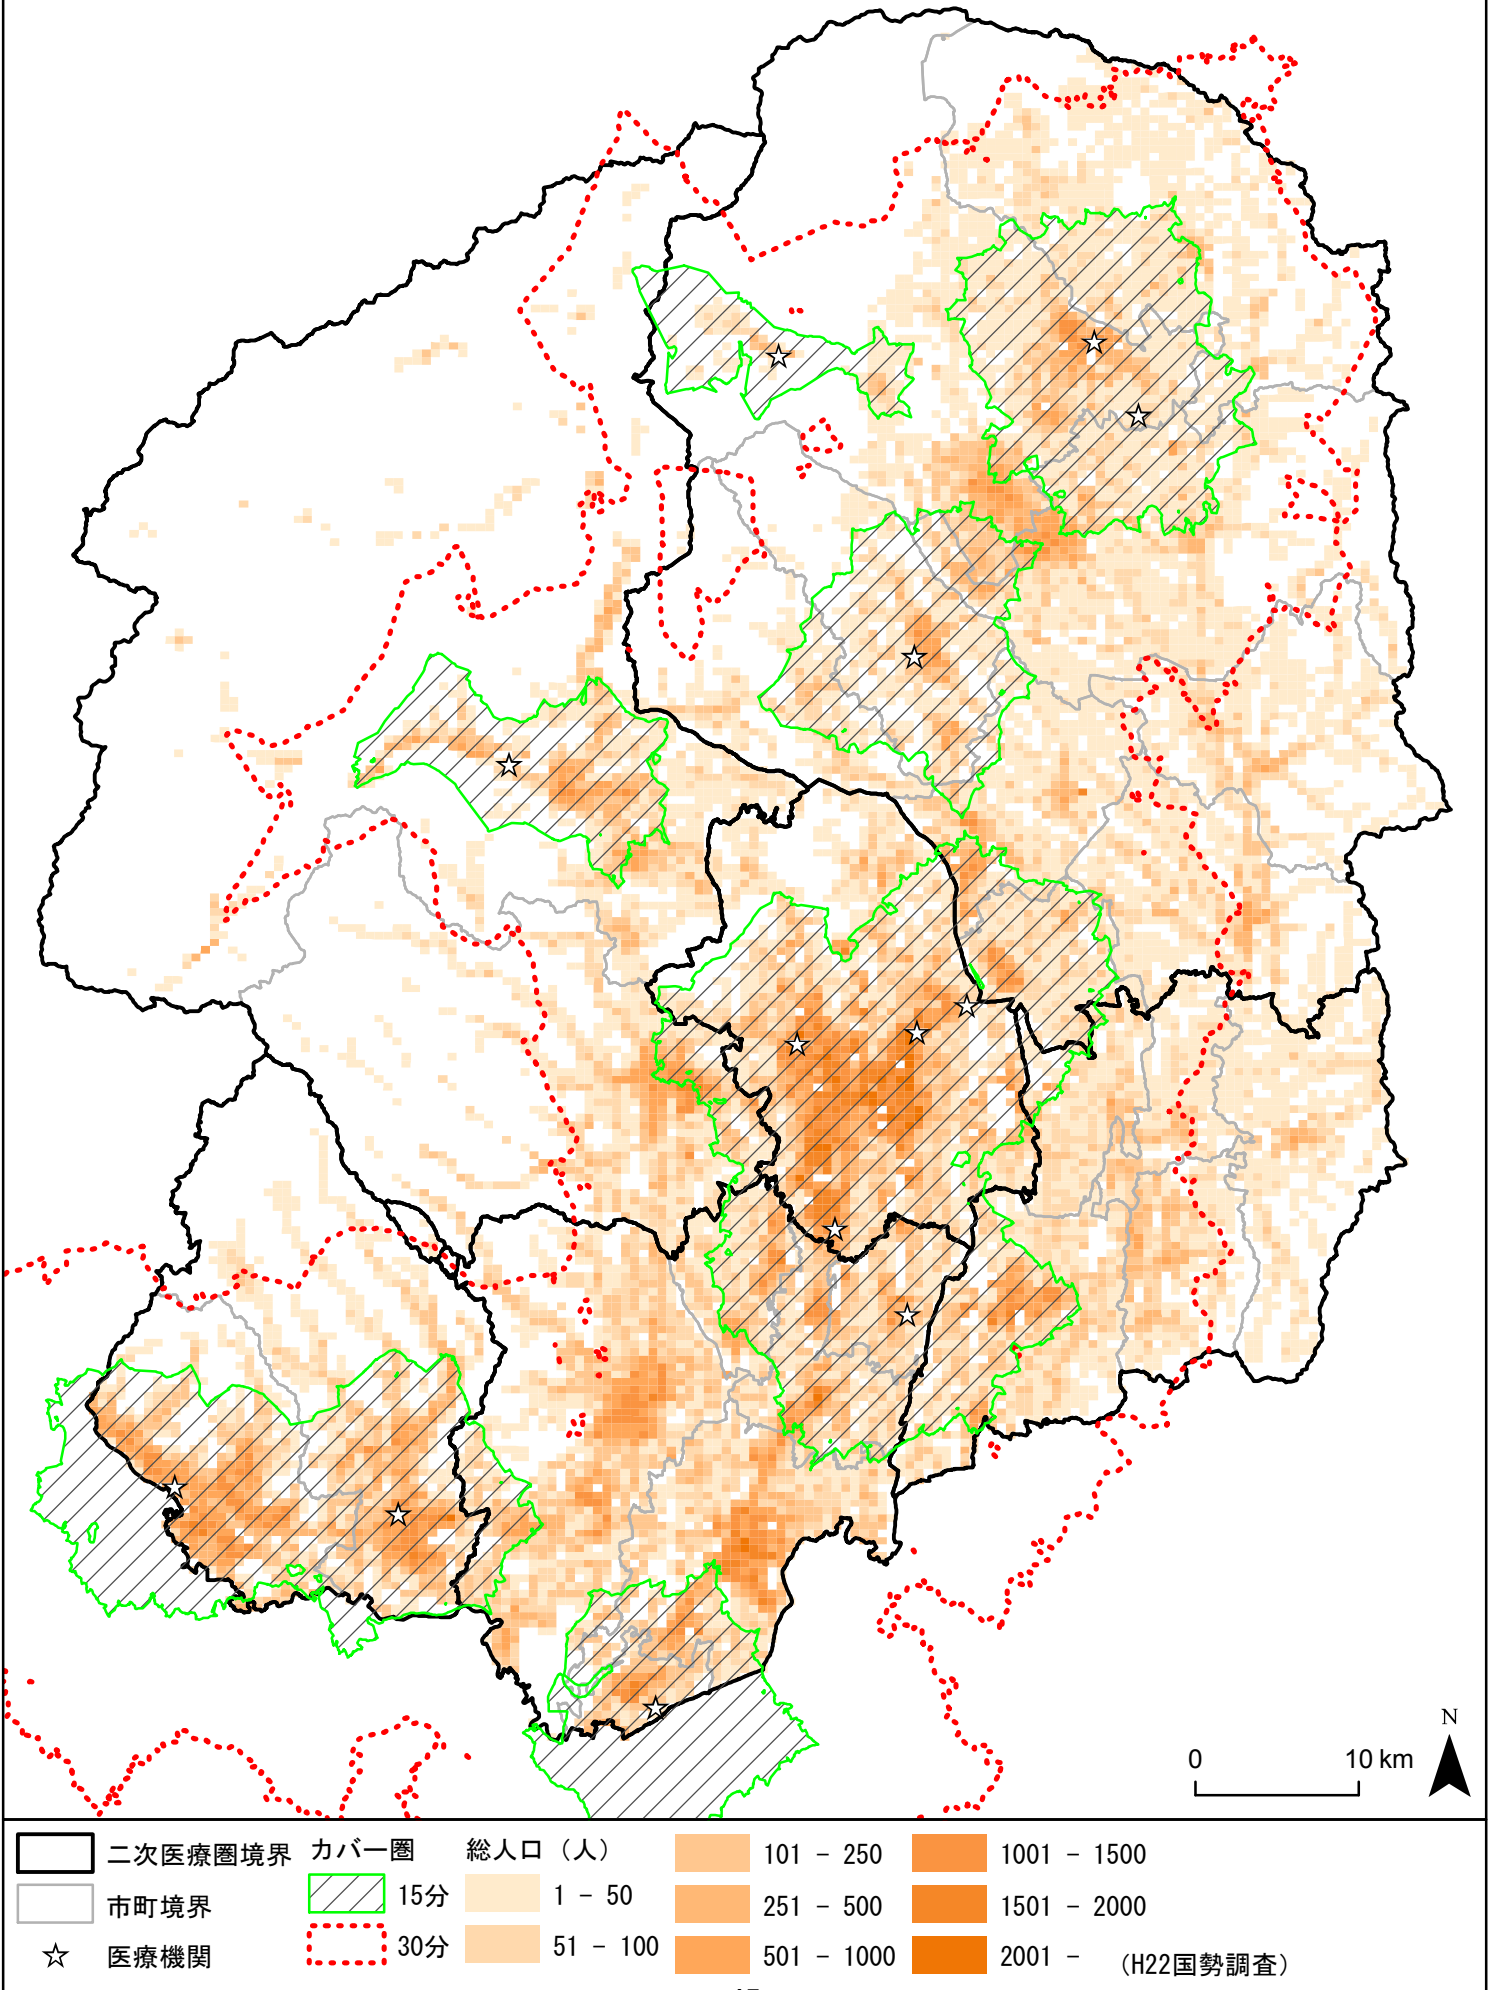 N
0 10 km
二次医療圏境界 カバー圏 総人口（人） 101 - 250 1001 - 1500
市町境界 15分 1 - 50 251 - 500 1501 - 2000
医療機関 30分 51 - 100 501 - 1000 2001 - （H22国勢調査）